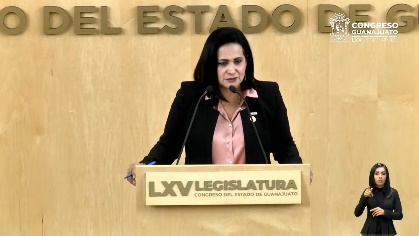 O DEL ESTADO DE G
CONGRESO
GUANAJUATO
LXV LEGISLATURA
CONGRESO DEL ESTADO DE GUANAJUATO